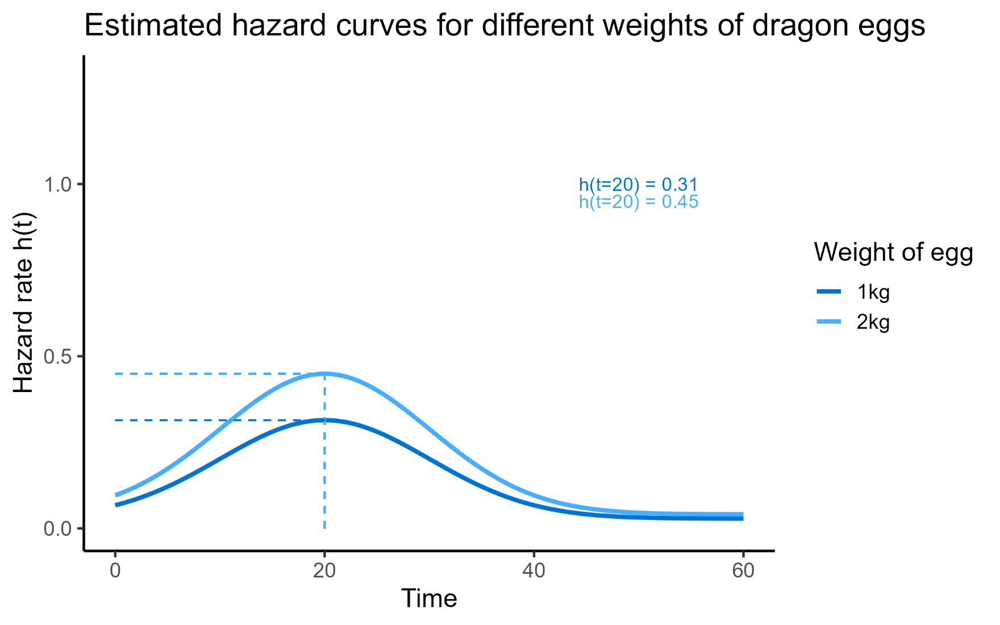 Estimated hazard curves for different weights of dragon eggs
Hazard rate h(t)
1.0
0.5
0.0
h(t=20) = 0.31
h(t=20) = 0.45
Weight of egg
1kg
2kg
0 20 40 60
Time